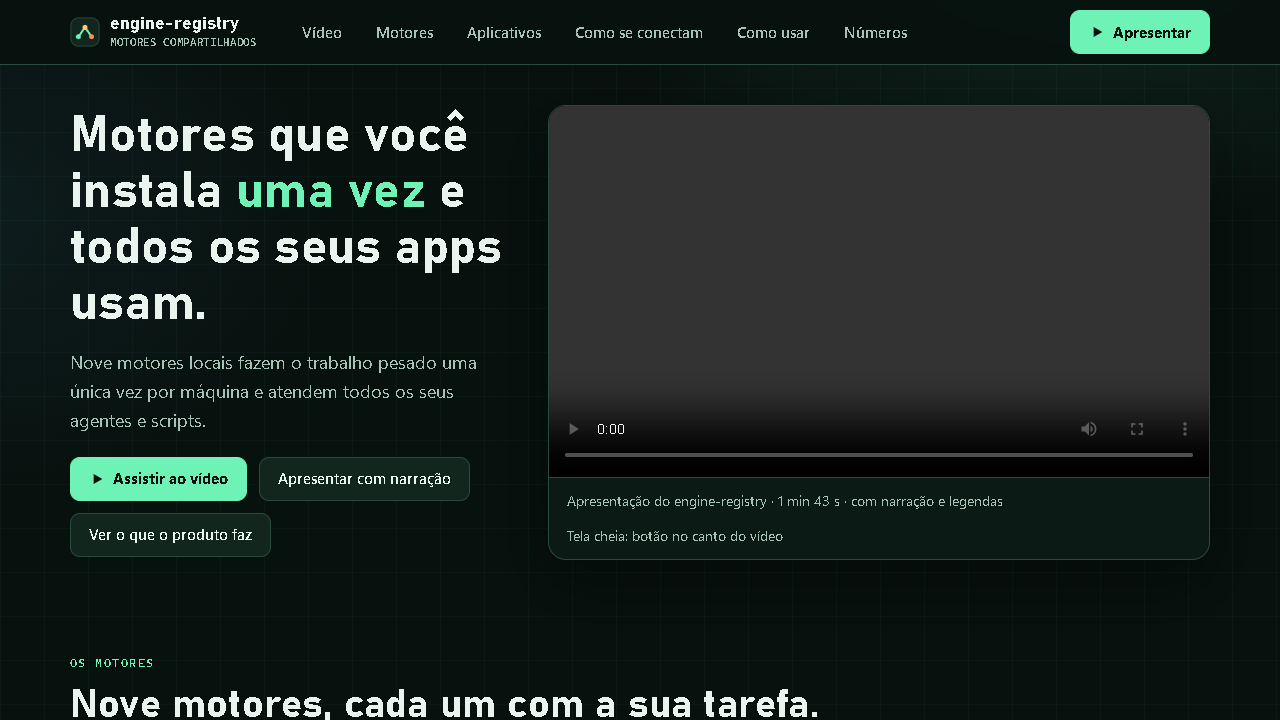 engine-registry
MOTORES COMPARTILHADOS
Vídeo
Motores
Aplicativos
Como se conectam
Como usar
Números
Apresentar
Motores que você
instala uma vez e
todos os seus apps
usam.
Nove motores locais fazem o trabalho pesado uma
única vez por máquina e atendem todos os seus
agentes e scripts.
Assistir ao vídeo
Apresentar com narração
Ver o que o produto faz
0:00
Apresentação do engine-registry · 1 min 43 s · com narração e legendas
Tela cheia: botão no canto do vídeo
OS MOTORES
Nove motores, cada um com a sua tarefa.